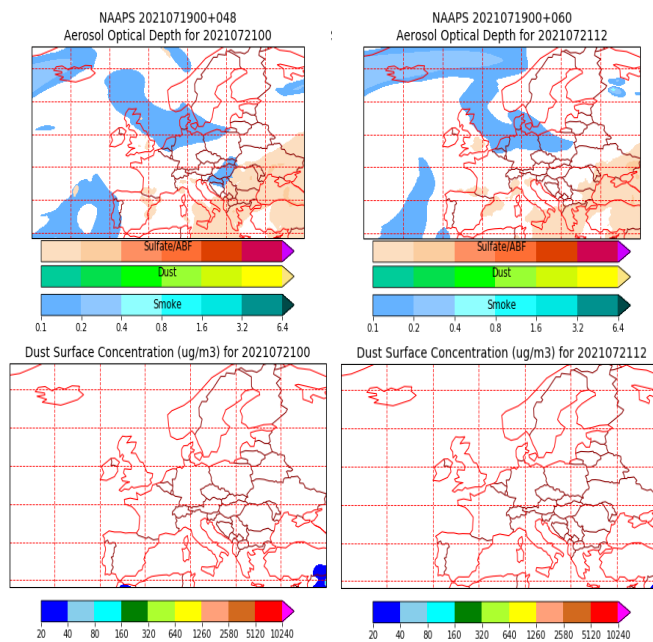 NAAPS 2021071900+048
Aerosol Optical Depth for 2021072100
Sulfate/ABF
Dust
Smoke
0.1 0.2 0.4 0.8 1.6 3.2 6.4
NAAPS 2021071900+060
Aerosol Optical Depth for 2021072112
Sulfate/ABF
Dust
Smoke
0.1 0.2 0.4 0.8 1.6 3.2 6.4
Dust Surface Concentration (ug/m3) for 2021072100
20 40 80 160 320 640 1260 2580 5120 10240
Dust Surface Concentration (ug/m3) for 2021072112
20 40 80 160 320 640 1260 2580 5120 10240